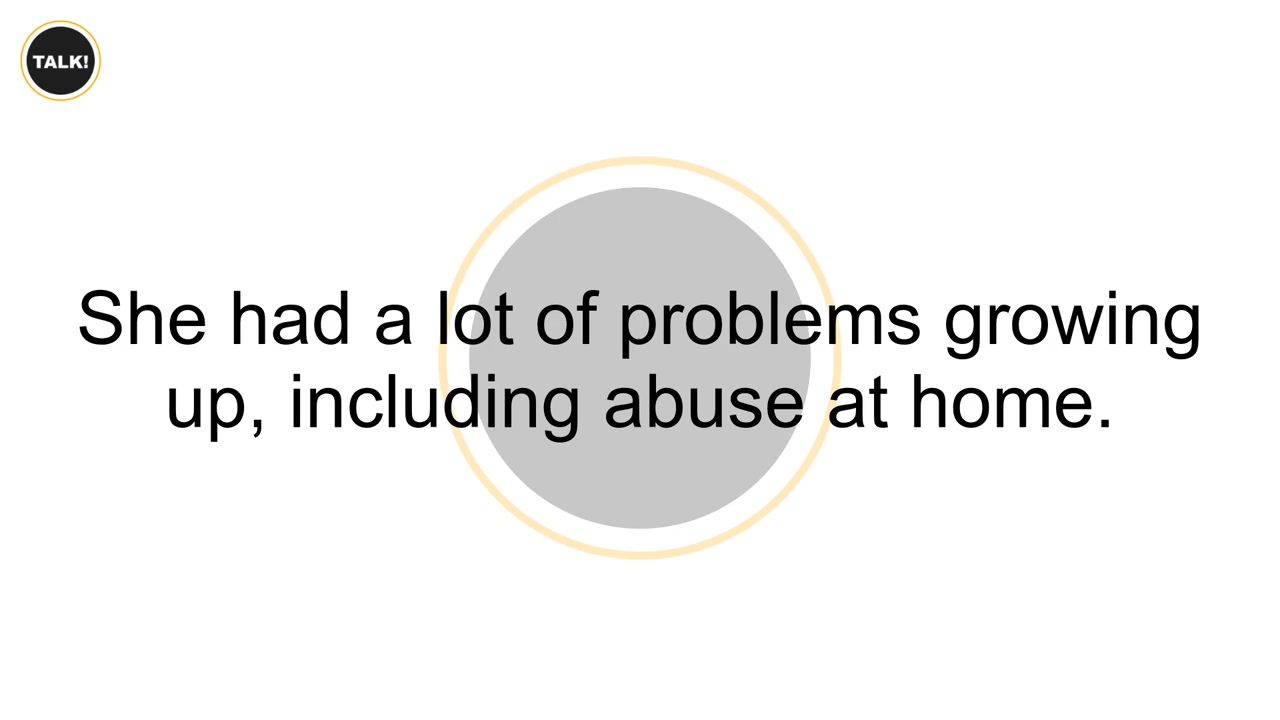 TALK!
She had a lot of problems growing
up, including abuse at home.